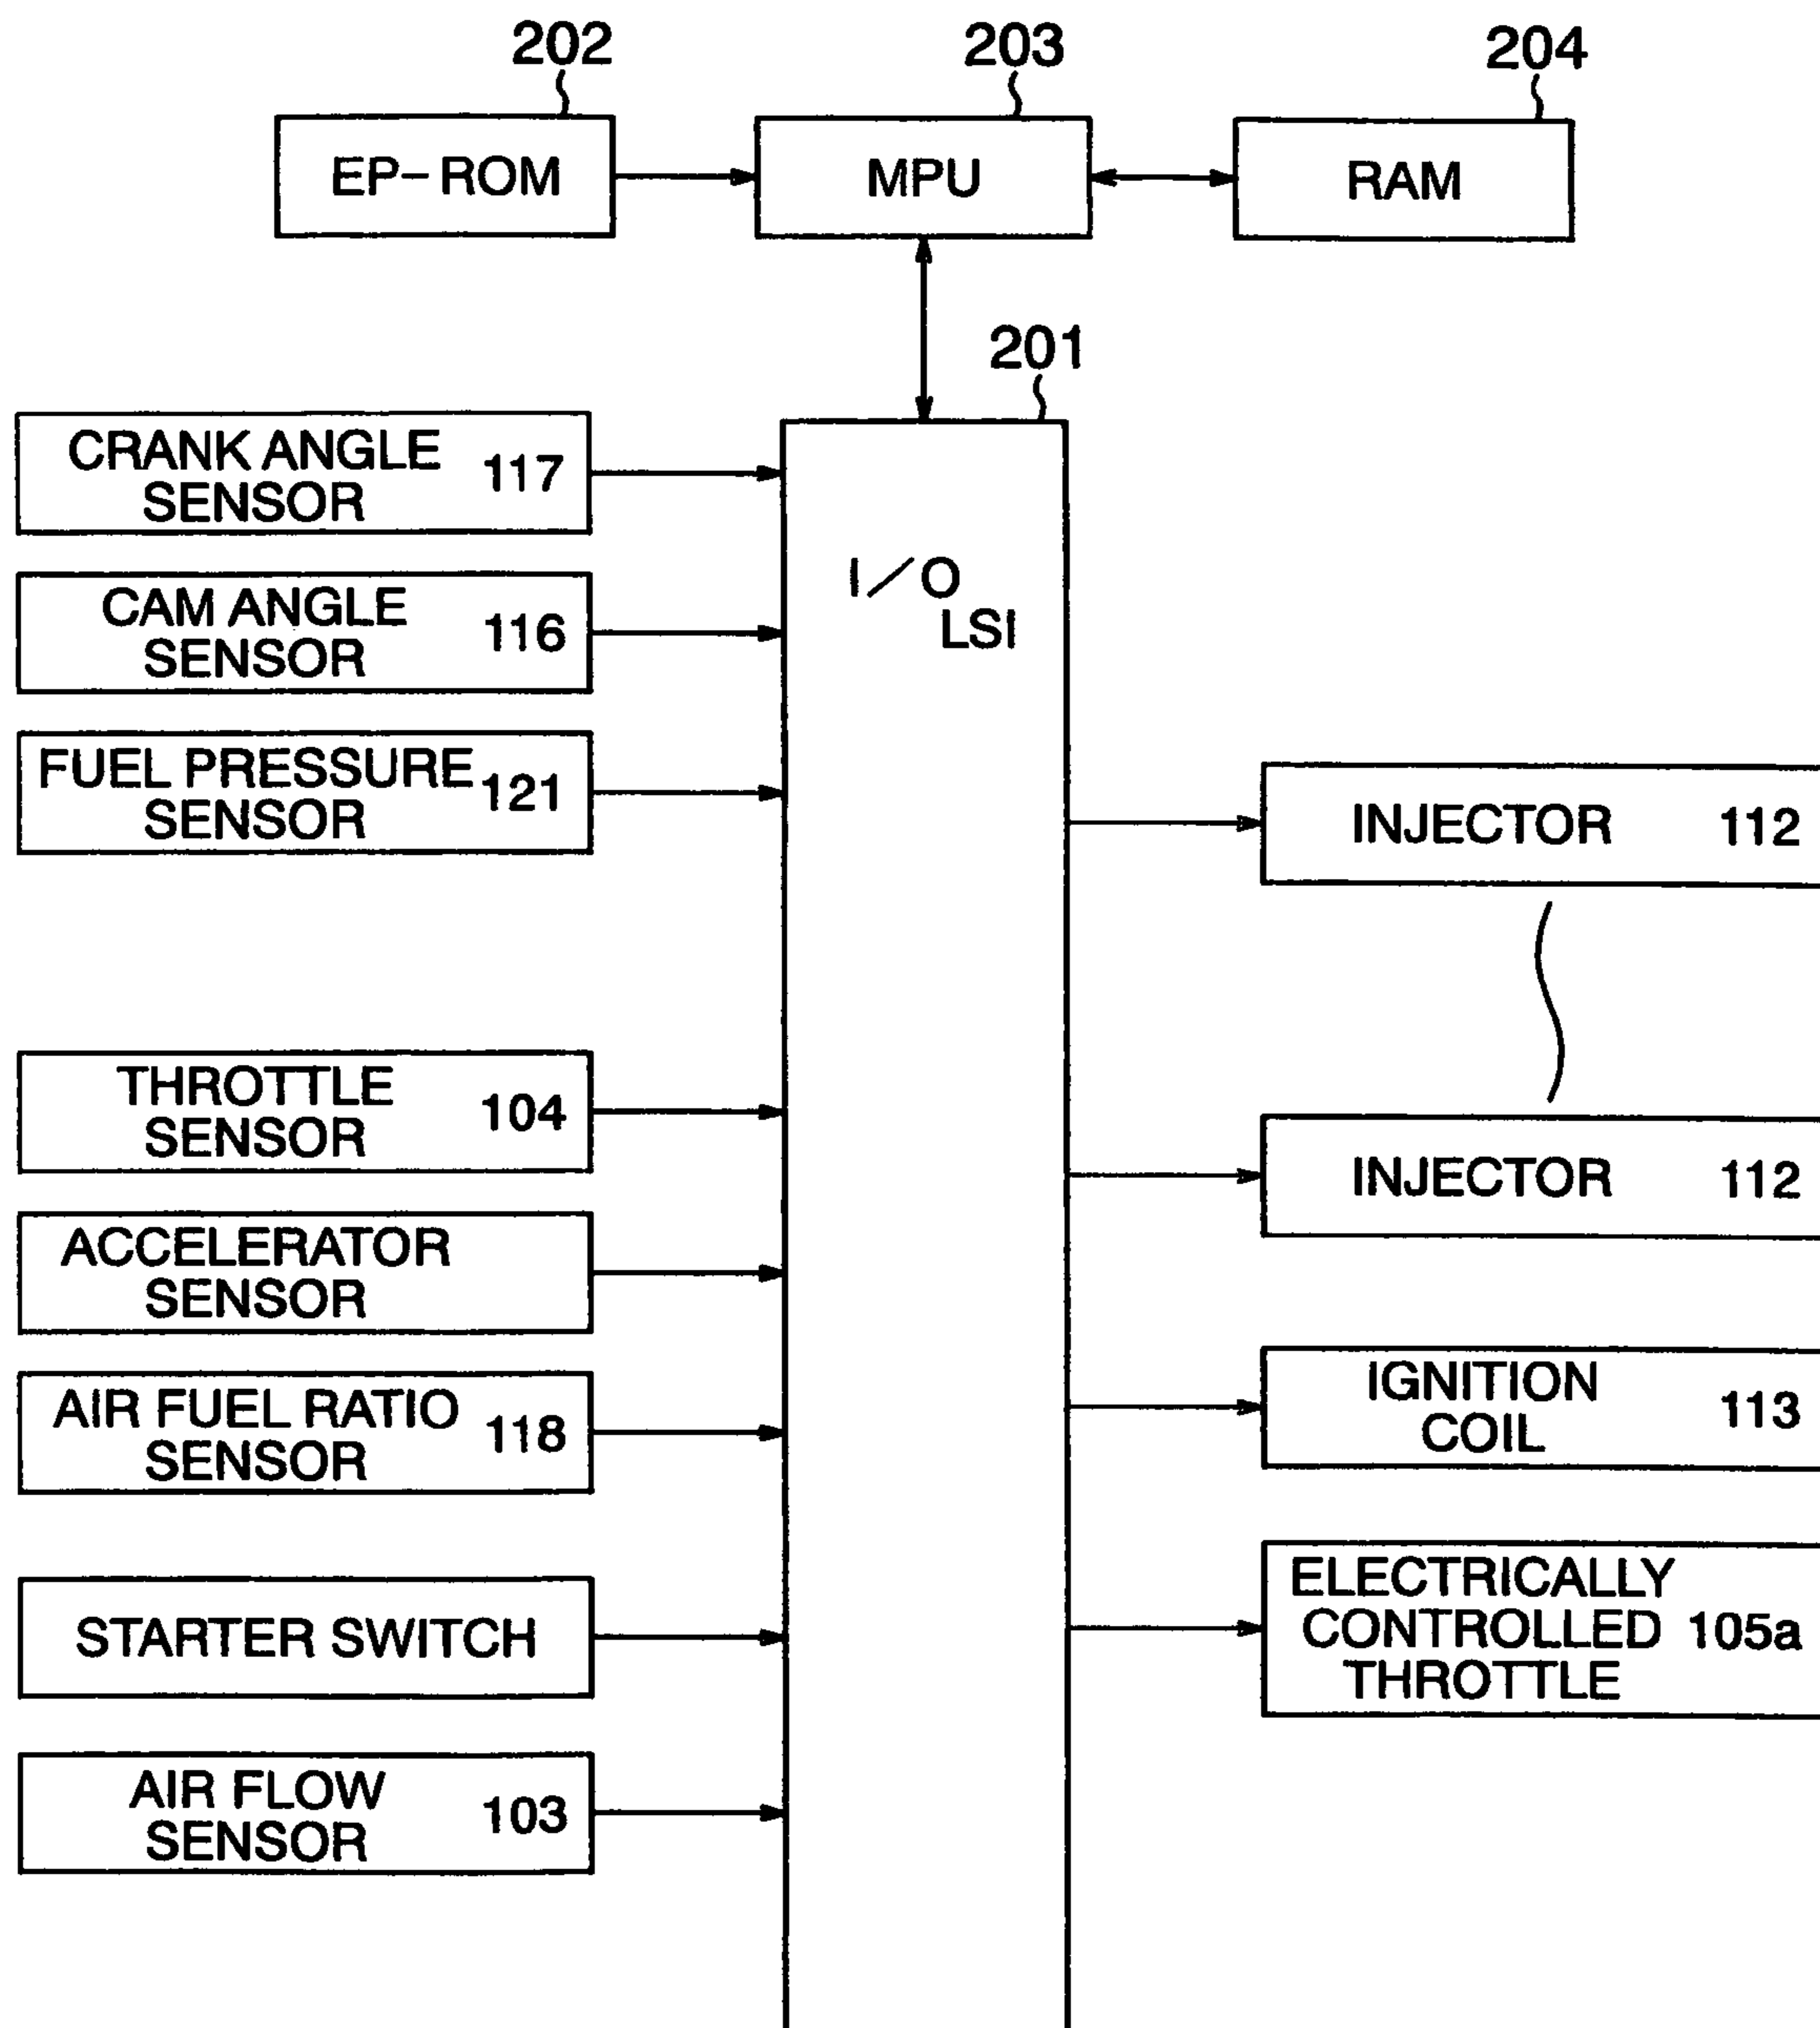 202
203
204
EP-ROM
MPU
RAM
201
CRANK ANGLE
SENSOR
117
CAM ANGLE
SENSOR
116
FUEL PRESSURE
SENSOR
121
THROTTLE
SENSOR
104
ACCELERATOR
SENSOR
AIR FUEL RATIO
SENSOR
118
STARTER SWITCH
AIR FLOW
SENSOR
103
I/O
LSI
INJECTOR
112
INJECTOR
112
IGNITION
COIL
113
ELECTRICALLY
CONTROLLED
THROTTLE
105a